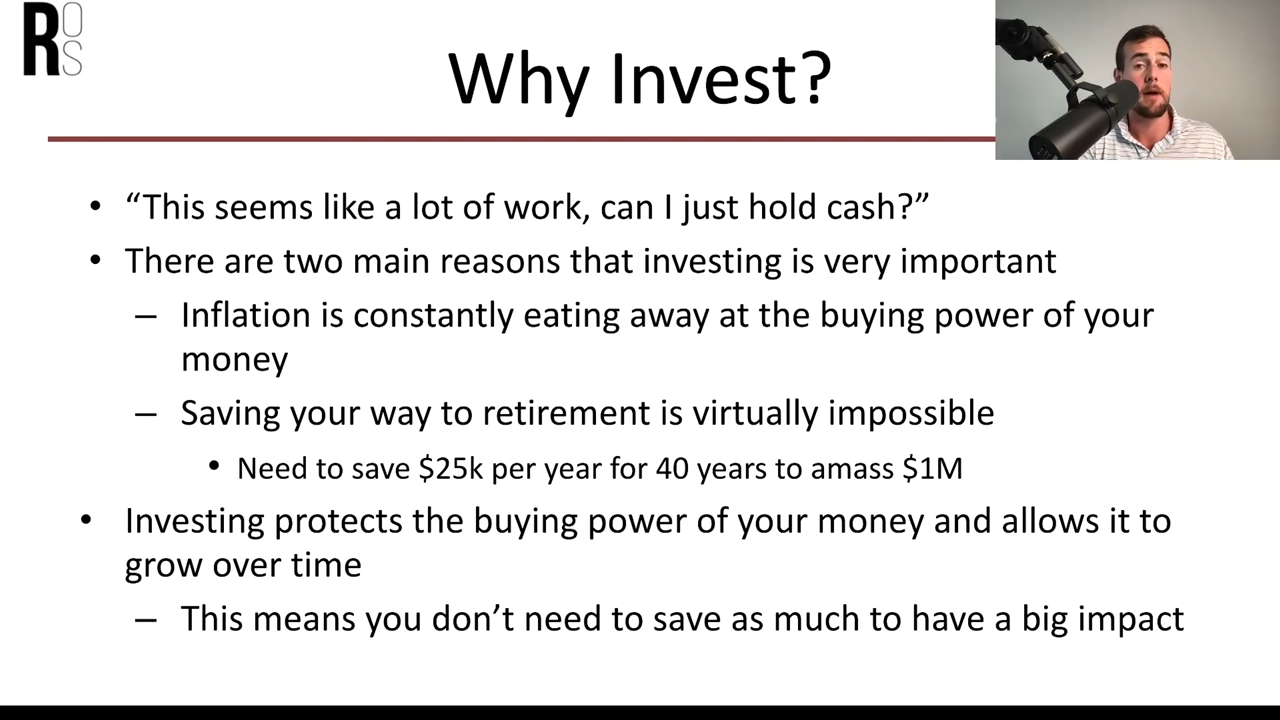 ROS
Why Invest?
• “This seems like a lot of work, can I just hold cash?”
• There are two main reasons that investing is very important
– Inflation is constantly eating away at the buying power of your
money
– Saving your way to retirement is virtually impossible
• Need to save $25k per year for 40 years to amass $1M
• Investing protects the buying power of your money and allows it to
grow over time
– This means you don’t need to save as much to have a big impact